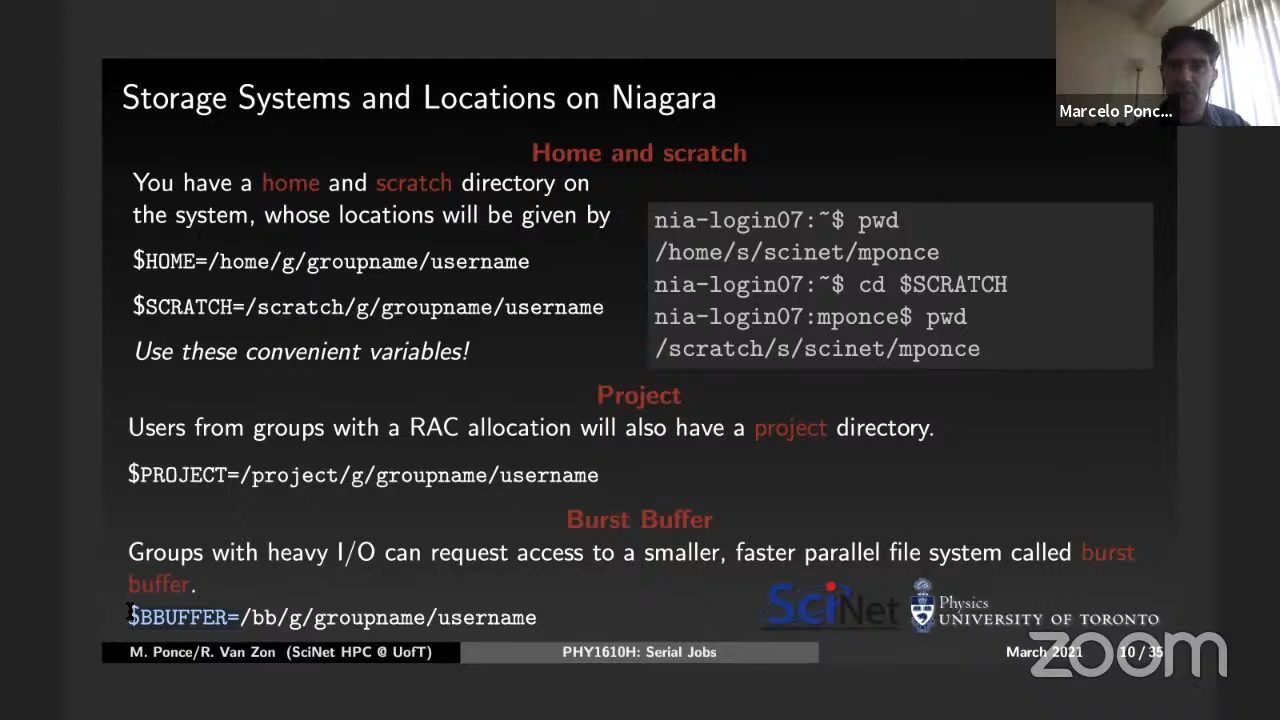 Storage Systems and Locations on Niagara
Marcelo Ponc...
Home and scratch
You have a home and scratch directory on
the system, whose locations will be given by
$HOME=/home/g/groupname/username
$SCRATCH=/scratch/g/groupname/username
Use these convenient variables!
nia-login07:~$ pwd
/home/s/scinet/mponce
nia-login07:~$ cd $SCRATCH
nia-login07:mponce$ pwd
/scratch/s/scinet/mponce
Project
Users from groups with a RAC allocation will also have a project directory.
$PROJECT=/project/g/groupname/username
Burst Buffer
Groups with heavy I/O can request access to a smaller, faster parallel file system called burst
buffer.
$BBUFFER=/bb/g/groupname/username
SciNet
Physics
UNIVERSITY OF TORONTO
M. Ponce/R. Van Zon (SciNet HPC @ UofT)
PHY1610H: Serial Jobs
March 2021
10 / 35
zoom